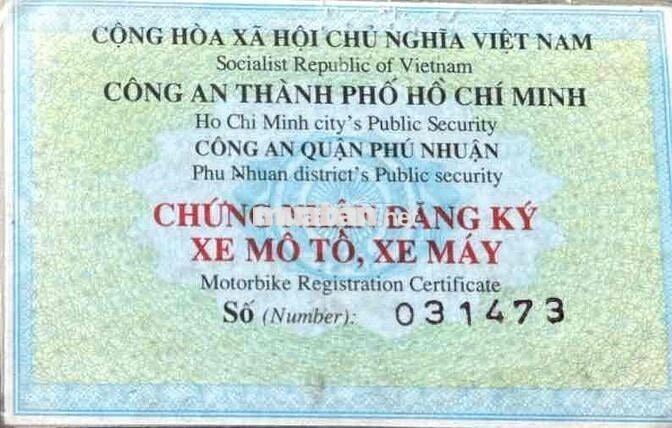 CỘNG HÒA XÃ HỘI CHỦ NGHĨA VIỆT NAM
Socialist Republic of Vietnam
CÔNG AN THÀNH PHỐ HỒ CHÍ MINH
Ho Chi Minh city's Public Security
CÔNG AN QUẬN PHÚ NHUẬN
Phu Nhuan district's Public security
CHỨNG NHẬN ĐĂNG KÝ
muaban.net
XE MÔ TÔ, XE MÁY
Motorbike Registration Certificate
Số (Number): 031473